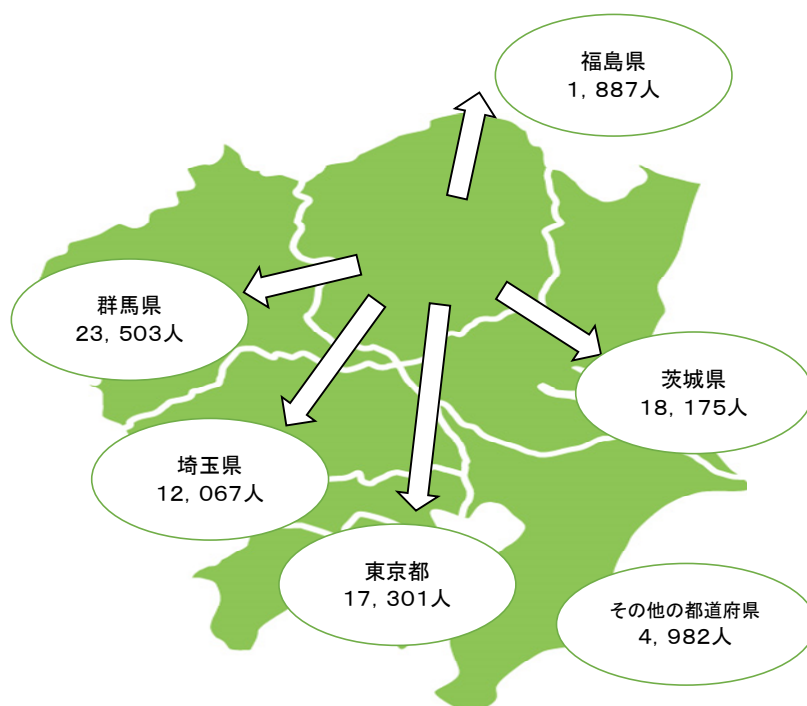 福島県
1，887人
群馬県
23，503人
茨城県
18，175人
埼玉県
12，067人
東京都
17，301人
その他の都道府県
4，982人